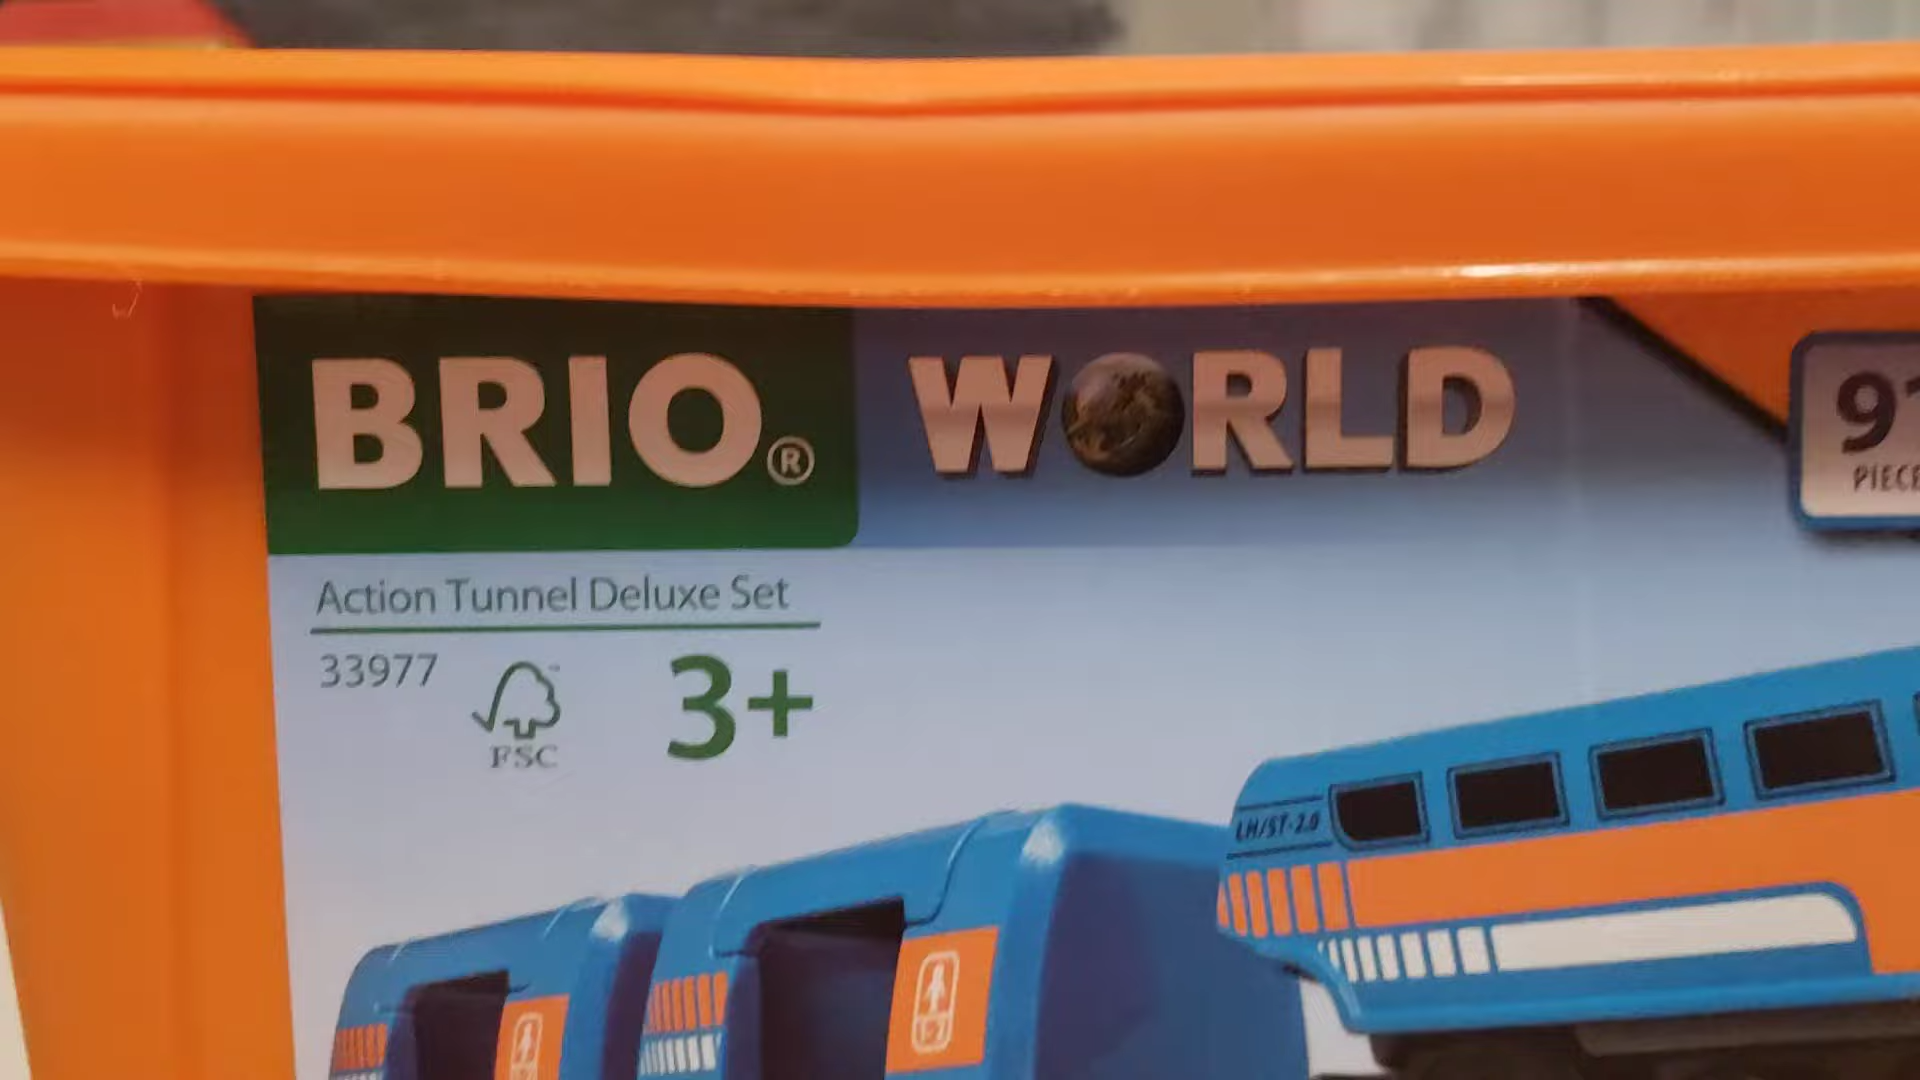 BRIO® WORLD
Action Tunnel Deluxe Set
33977
3+
FSC
LH/ST-2.0